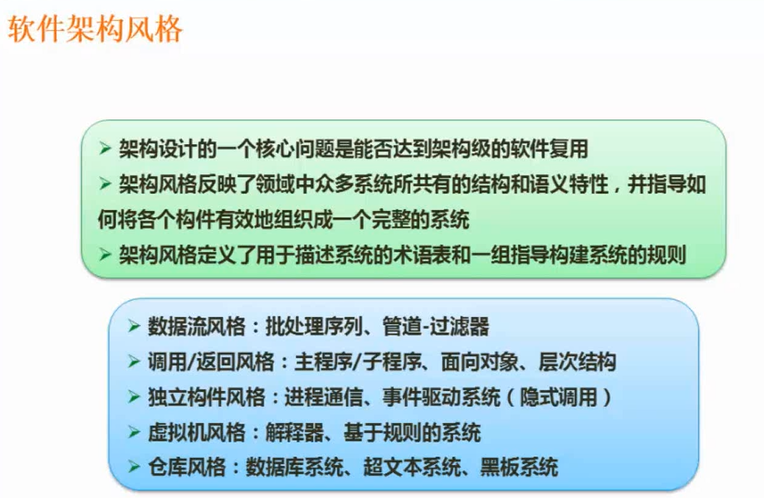 软件架构风格
➢ 架构设计的一个核心问题是能否达到架构级的软件复用
➢ 架构风格反映了领域中众多系统所共有的结构和语义特性，并指导如
何将各个构件有效地组织成一个完整的系统
➢ 架构风格定义了用于描述系统的术语表和一组指导构建系统的规则
➢ 数据流风格：批处理序列、管道-过滤器
➢ 调用/返回风格：主程序/子程序、面向对象、层次结构
➢ 独立构件风格：进程通信、事件驱动系统（隐式调用）
➢ 虚拟机风格：解释器、基于规则的系统
➢ 仓库风格：数据库系统、超文本系统、黑板系统